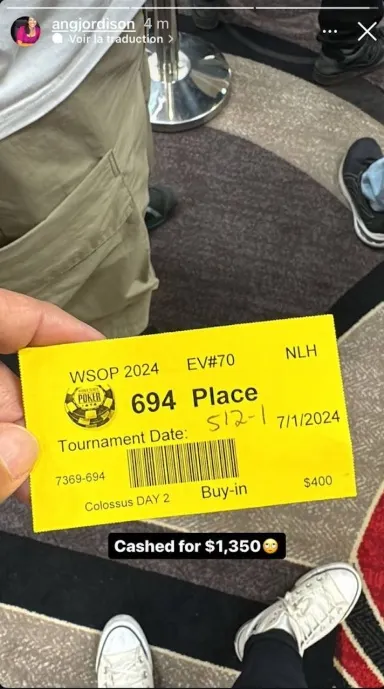 angjordison 4 m
Voir la traduction >
WSOP 2024 EV#70 NLH
POKER
694 Place
Tournament Date: 512-1 7/1/2024
7369-694
Colossus DAY 2 Buy-in $400
Cashed for $1,350🙄